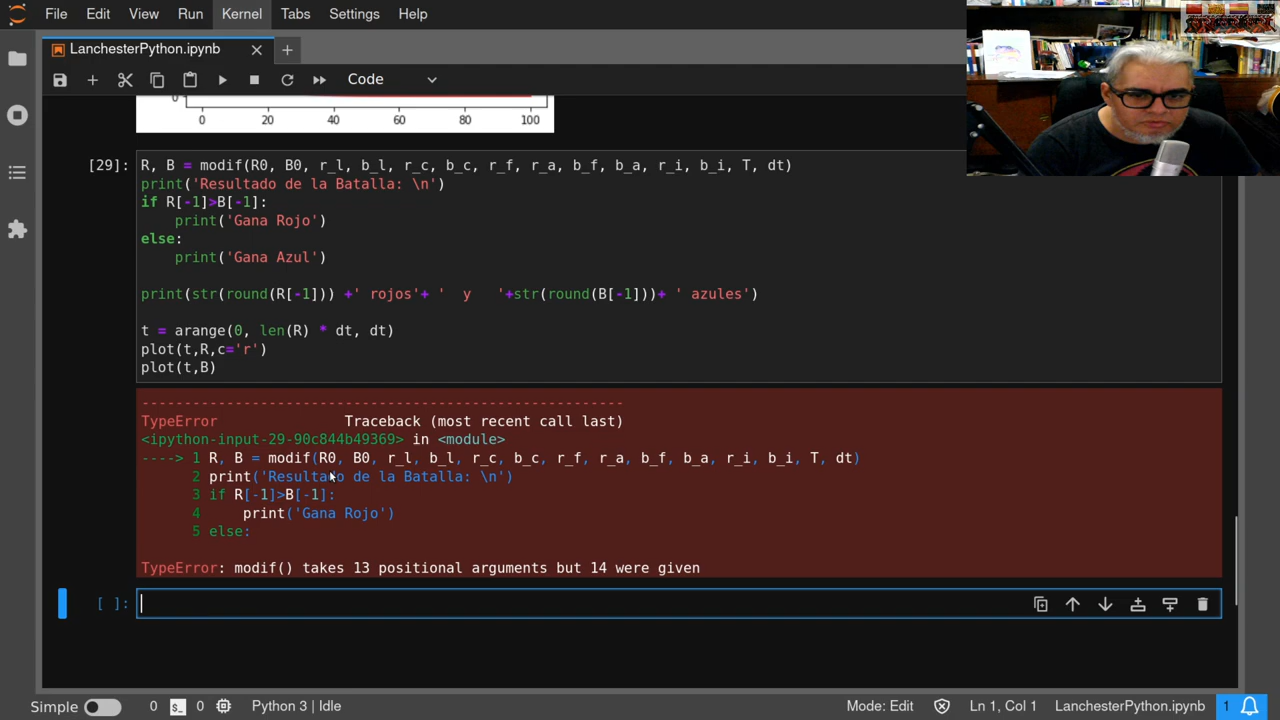 File Edit View Run Kernel Tabs Settings Help
LanchesterPython.ipynb
Code
0
0 20 40 60 80 100
[29]: R, B = modif(R0, B0, r_l, b_l, r_c, b_c, r_f, r_a, b_f, b_a, r_i, b_i, T, dt)
print('Resultado de la Batalla: \n')
if R[-1]>B[-1]:
print('Gana Rojo')
else:
print('Gana Azul')
print(str(round(R[-1])) +' rojos'+ ' y '+str(round(B[-1]))+ ' azules')
t = arange(0, len(R) * dt, dt)
plot(t,R,c='r')
plot(t,B)
---------------------------------------------------------
TypeError Traceback (most recent call last)
<ipython-input-29-90c844b49369> in <module>
----> 1 R, B = modif(R0, B0, r_l, b_l, r_c, b_c, r_f, r_a, b_f, b_a, r_i, b_i, T, dt)
2 print('Resultado de la Batalla: \n')
3 if R[-1]>B[-1]:
4 print('Gana Rojo')
5 else:
TypeError: modif() takes 13 positional arguments but 14 were given
[ ]:
Simple 0 $_ 0 Python 3 | Idle Mode: Edit Ln 1, Col 1 LanchesterPython.ipynb 1